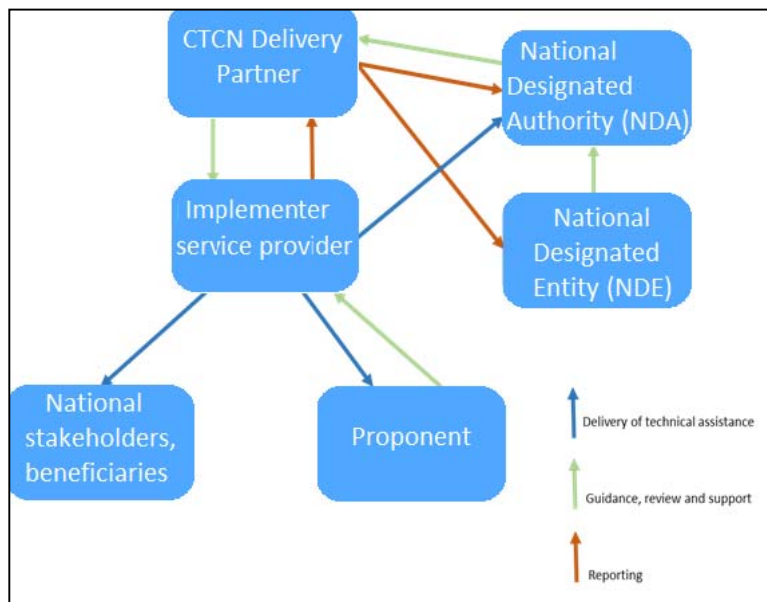 CTCN Delivery
Partner
National
Designated
Authority (NDA)
Implementer
service provider
National
Designated
Entity (NDE)
National
stakeholders,
beneficiaries
Proponent
Delivery of technical assistance
Guidance, review and support
Reporting